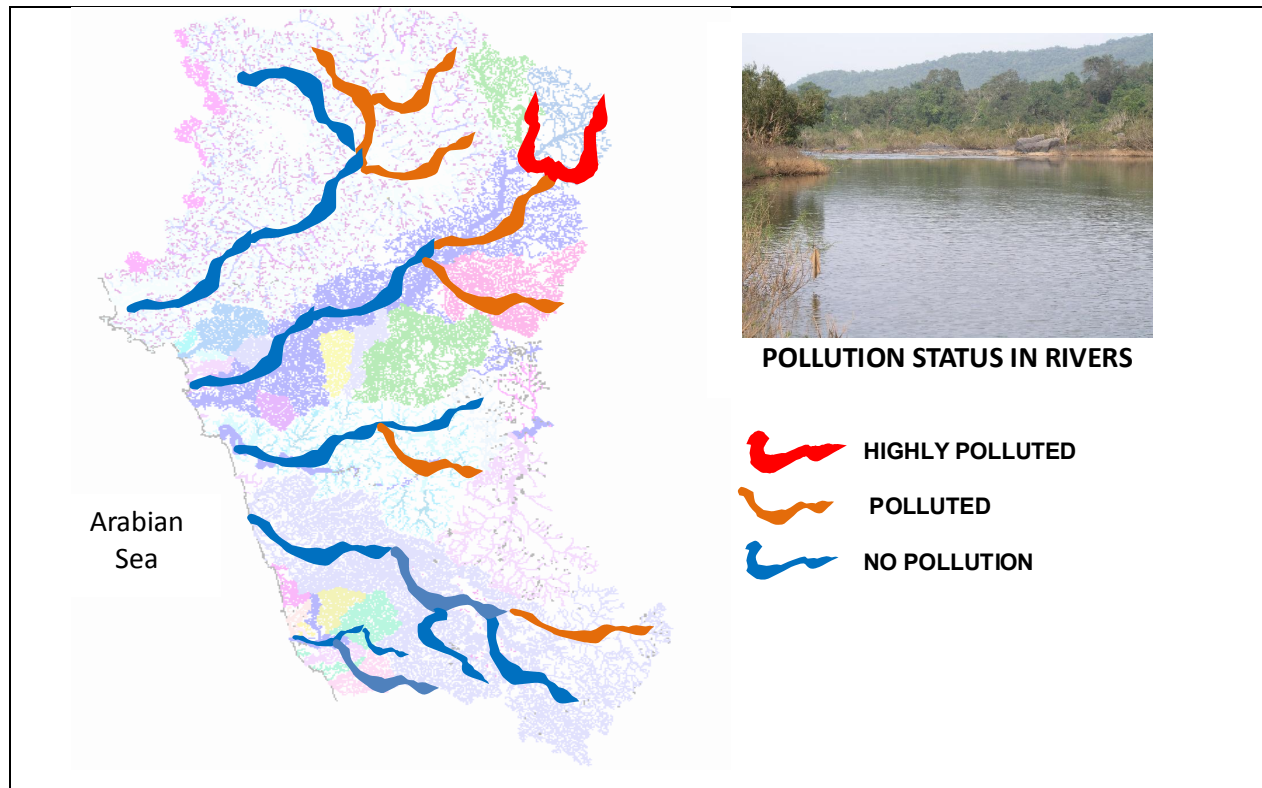 POLLUTION STATUS IN RIVERS
HIGHLY POLLUTED
POLLUTED
NO POLLUTION
Arabian
Sea